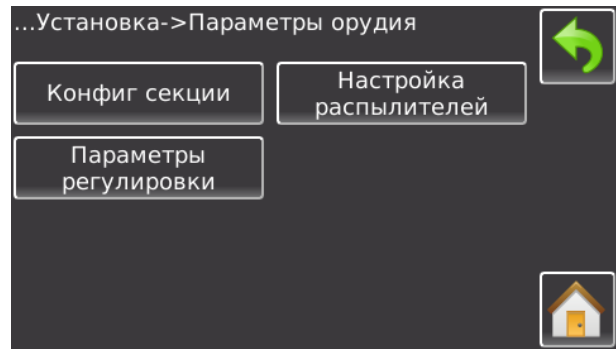 ...Установка->Параметры орудия
Конфиг секции
Настройка
распылителей
Параметры
регулировки